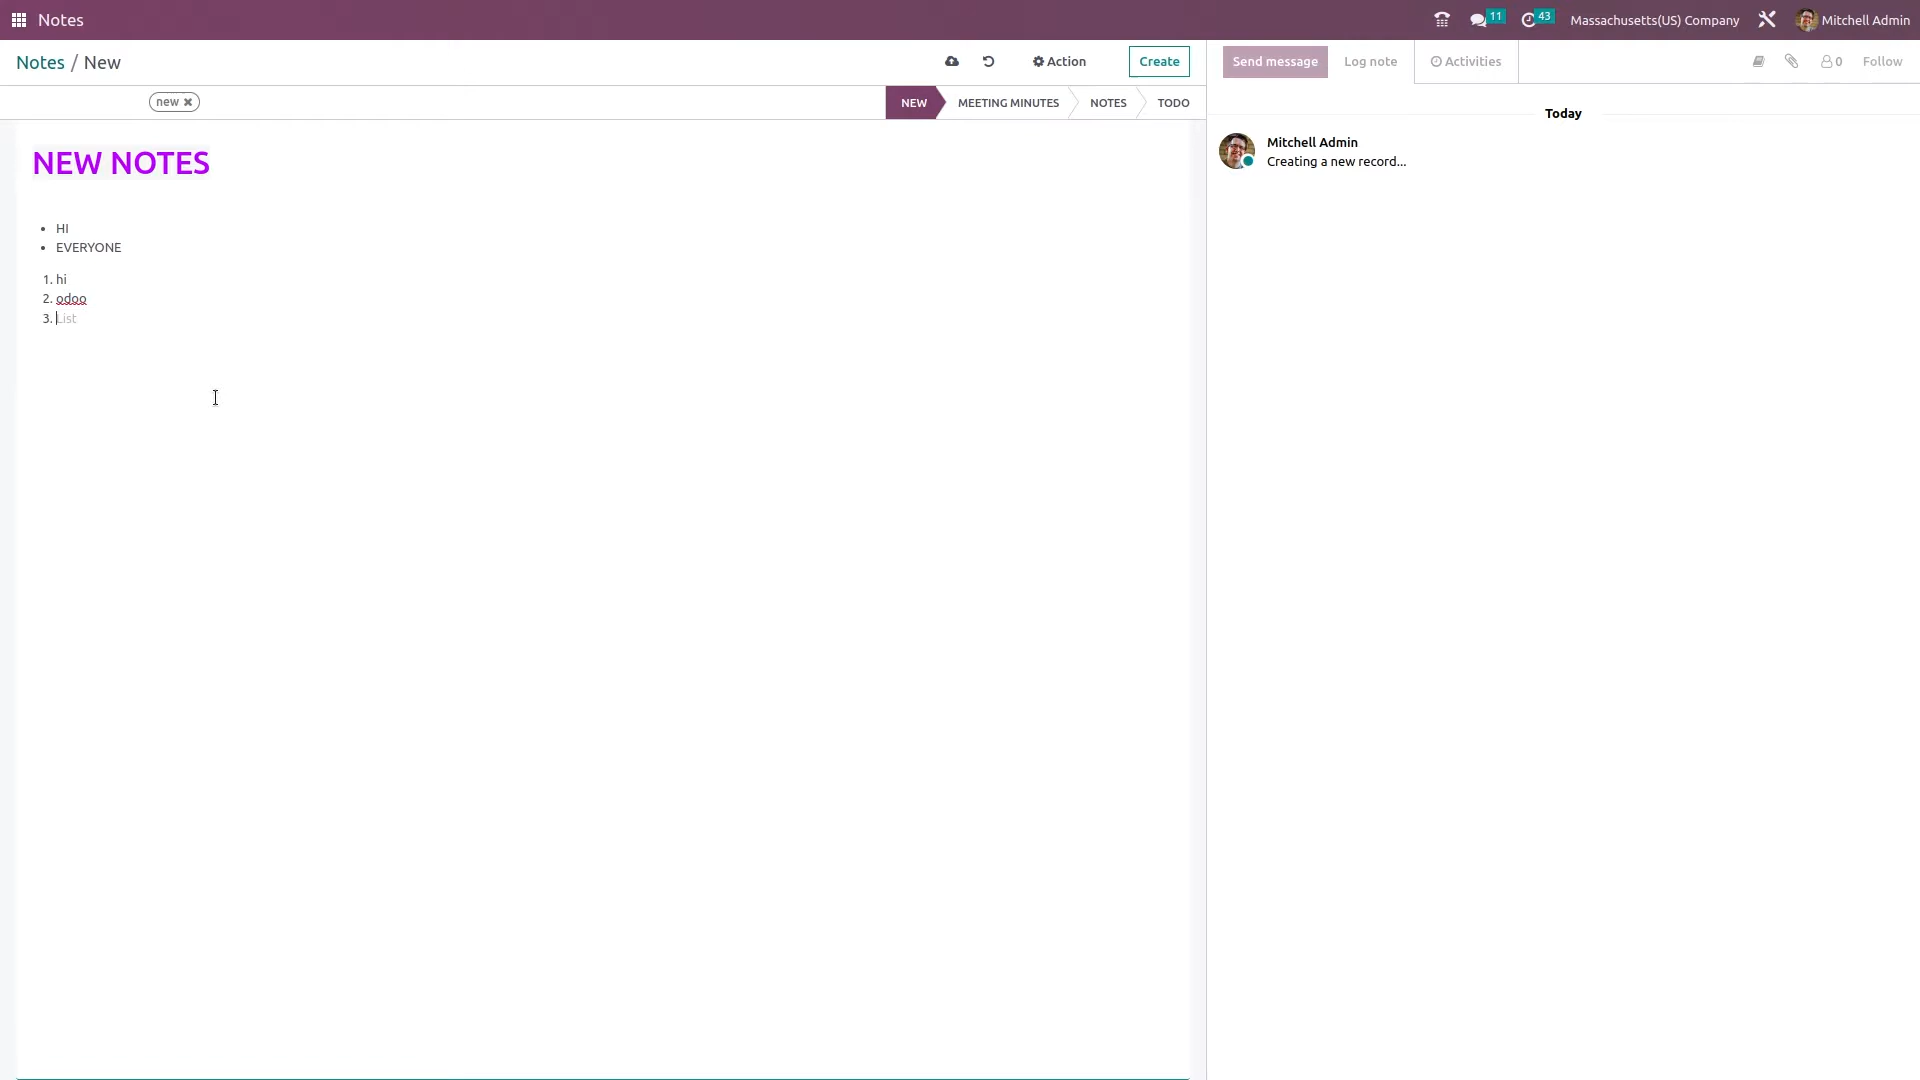 Notes
11
43
Massachusetts(US) Company
Mitchell Admin
Notes / New
Action
Create
Send message
Log note
Activities
0
Follow
new ×
NEW
MEETING MINUTES
NOTES
TODO
NEW NOTES
• HI
• EVERYONE
1. hi
2. odoo
3. List
Today
Mitchell Admin
Creating a new record...